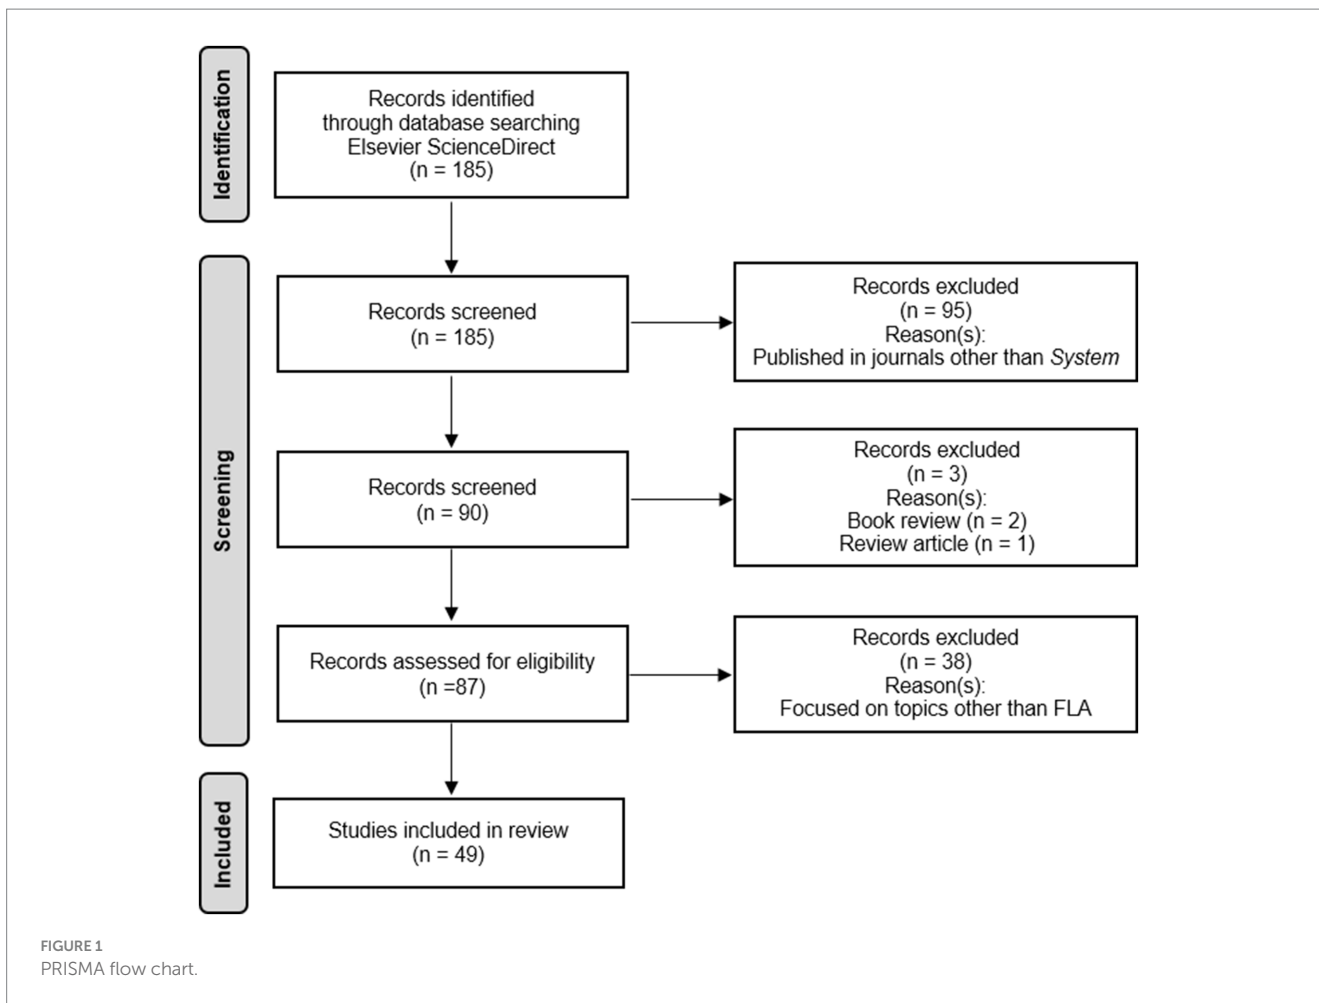 Identification
Records identified
through database searching
Elsevier ScienceDirect
(n = 185)
Screening
Records screened
(n = 185)
Records excluded
(n = 95)
Reason(s):
Published in journals other than System
Records screened
(n = 90)
Records excluded
(n = 3)
Reason(s):
Book review (n = 2)
Review article (n = 1)
Records assessed for eligibility
(n =87)
Records excluded
(n = 38)
Reason(s):
Focused on topics other than FLA
Included
Studies included in review
(n = 49)
FIGURE 1
PRISMA flow chart.